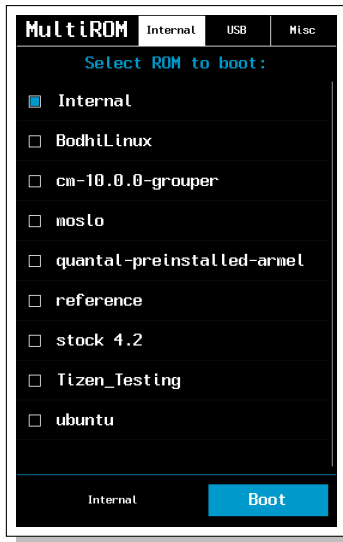 MultiROM Internal USB Misc
Select ROM to boot:
Internal
BodhiLinux
cm-10.0.0-grouper
moslo
quantal-preinstalled-armel
reference
stock 4.2
Tizen_Testing
ubuntu
Internal Boot